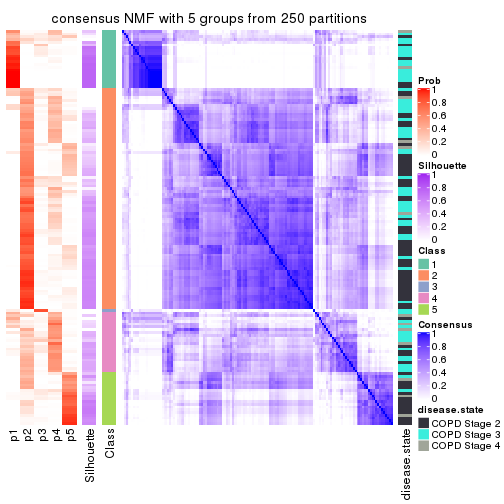 consensus NMF with 5 groups from 250 partitions
p1
p2
p3
p4
p5
Silhouette
Class
disease.state
Prob
1
0.8
0.6
0.4
0.2
0
Silhouette
1
0.8
0.6
0.4
0.2
0
Class
1
2
3
4
5
Consensus
1
0.8
0.6
0.4
0.2
0
disease.state
COPD Stage 2
COPD Stage 3
COPD Stage 4